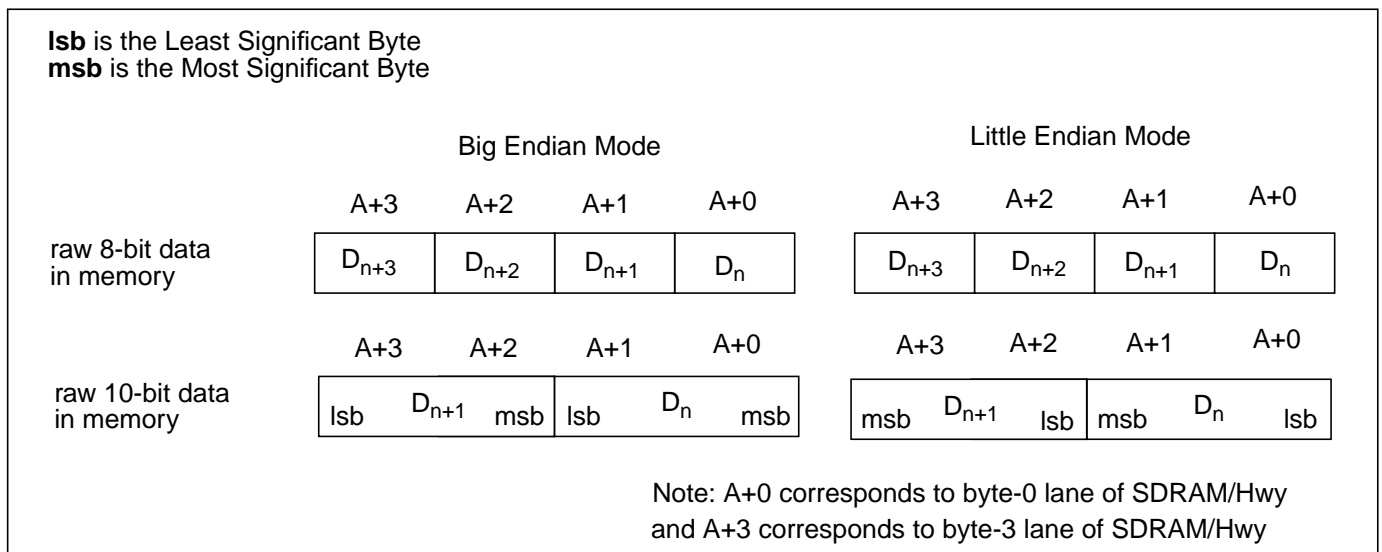 lsb is the Least Significant Byte
msb is the Most Significant Byte
Big Endian Mode
Little Endian Mode
A+3 A+2 A+1 A+0 A+3 A+2 A+1 A+0
raw 8-bit data
in memory
Dn+3 Dn+2 Dn+1 Dn Dn+3 Dn+2 Dn+1 Dn
A+3 A+2 A+1 A+0 A+3 A+2 A+1 A+0
raw 10-bit data
in memory
lsb Dn+1 msb lsb Dn msb msb Dn+1 lsb msb Dn lsb
Note: A+0 corresponds to byte-0 lane of SDRAM/Hwy
and A+3 corresponds to byte-3 lane of SDRAM/Hwy